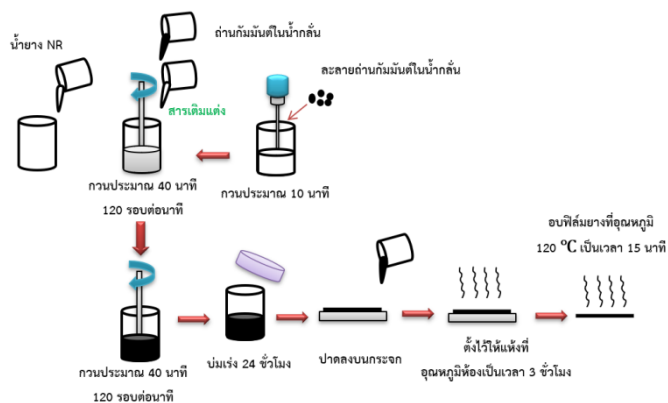 น้ำยาง NR
ถ่านกัมมันต์ในน้ำกลั่น
ละลายถ่านกัมมันต์ในน้ำกลั่น
สารเติมแต่ง
กวนประมาณ 40 นาที
120 รอบต่อนาที
กวนประมาณ 10 นาที
อบฟิล์มยางที่อุณหภูมิ
120 ℃ เป็นเวลา 15 นาที
กวนประมาณ 40 นาที
120 รอบต่อนาที
บ่มเร่ง 24 ชั่วโมง
ปาดลงบนกระจก
ตั้งไว้ให้แห้งที่
อุณหภูมิห้องเป็นเวลา 3 ชั่วโมง